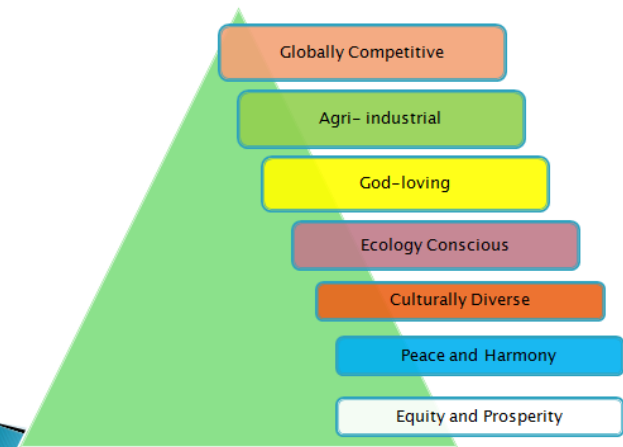 Globally Competitive
Agri- industrial
God-loving
Ecology Conscious
Culturally Diverse
Peace and Harmony
Equity and Prosperity